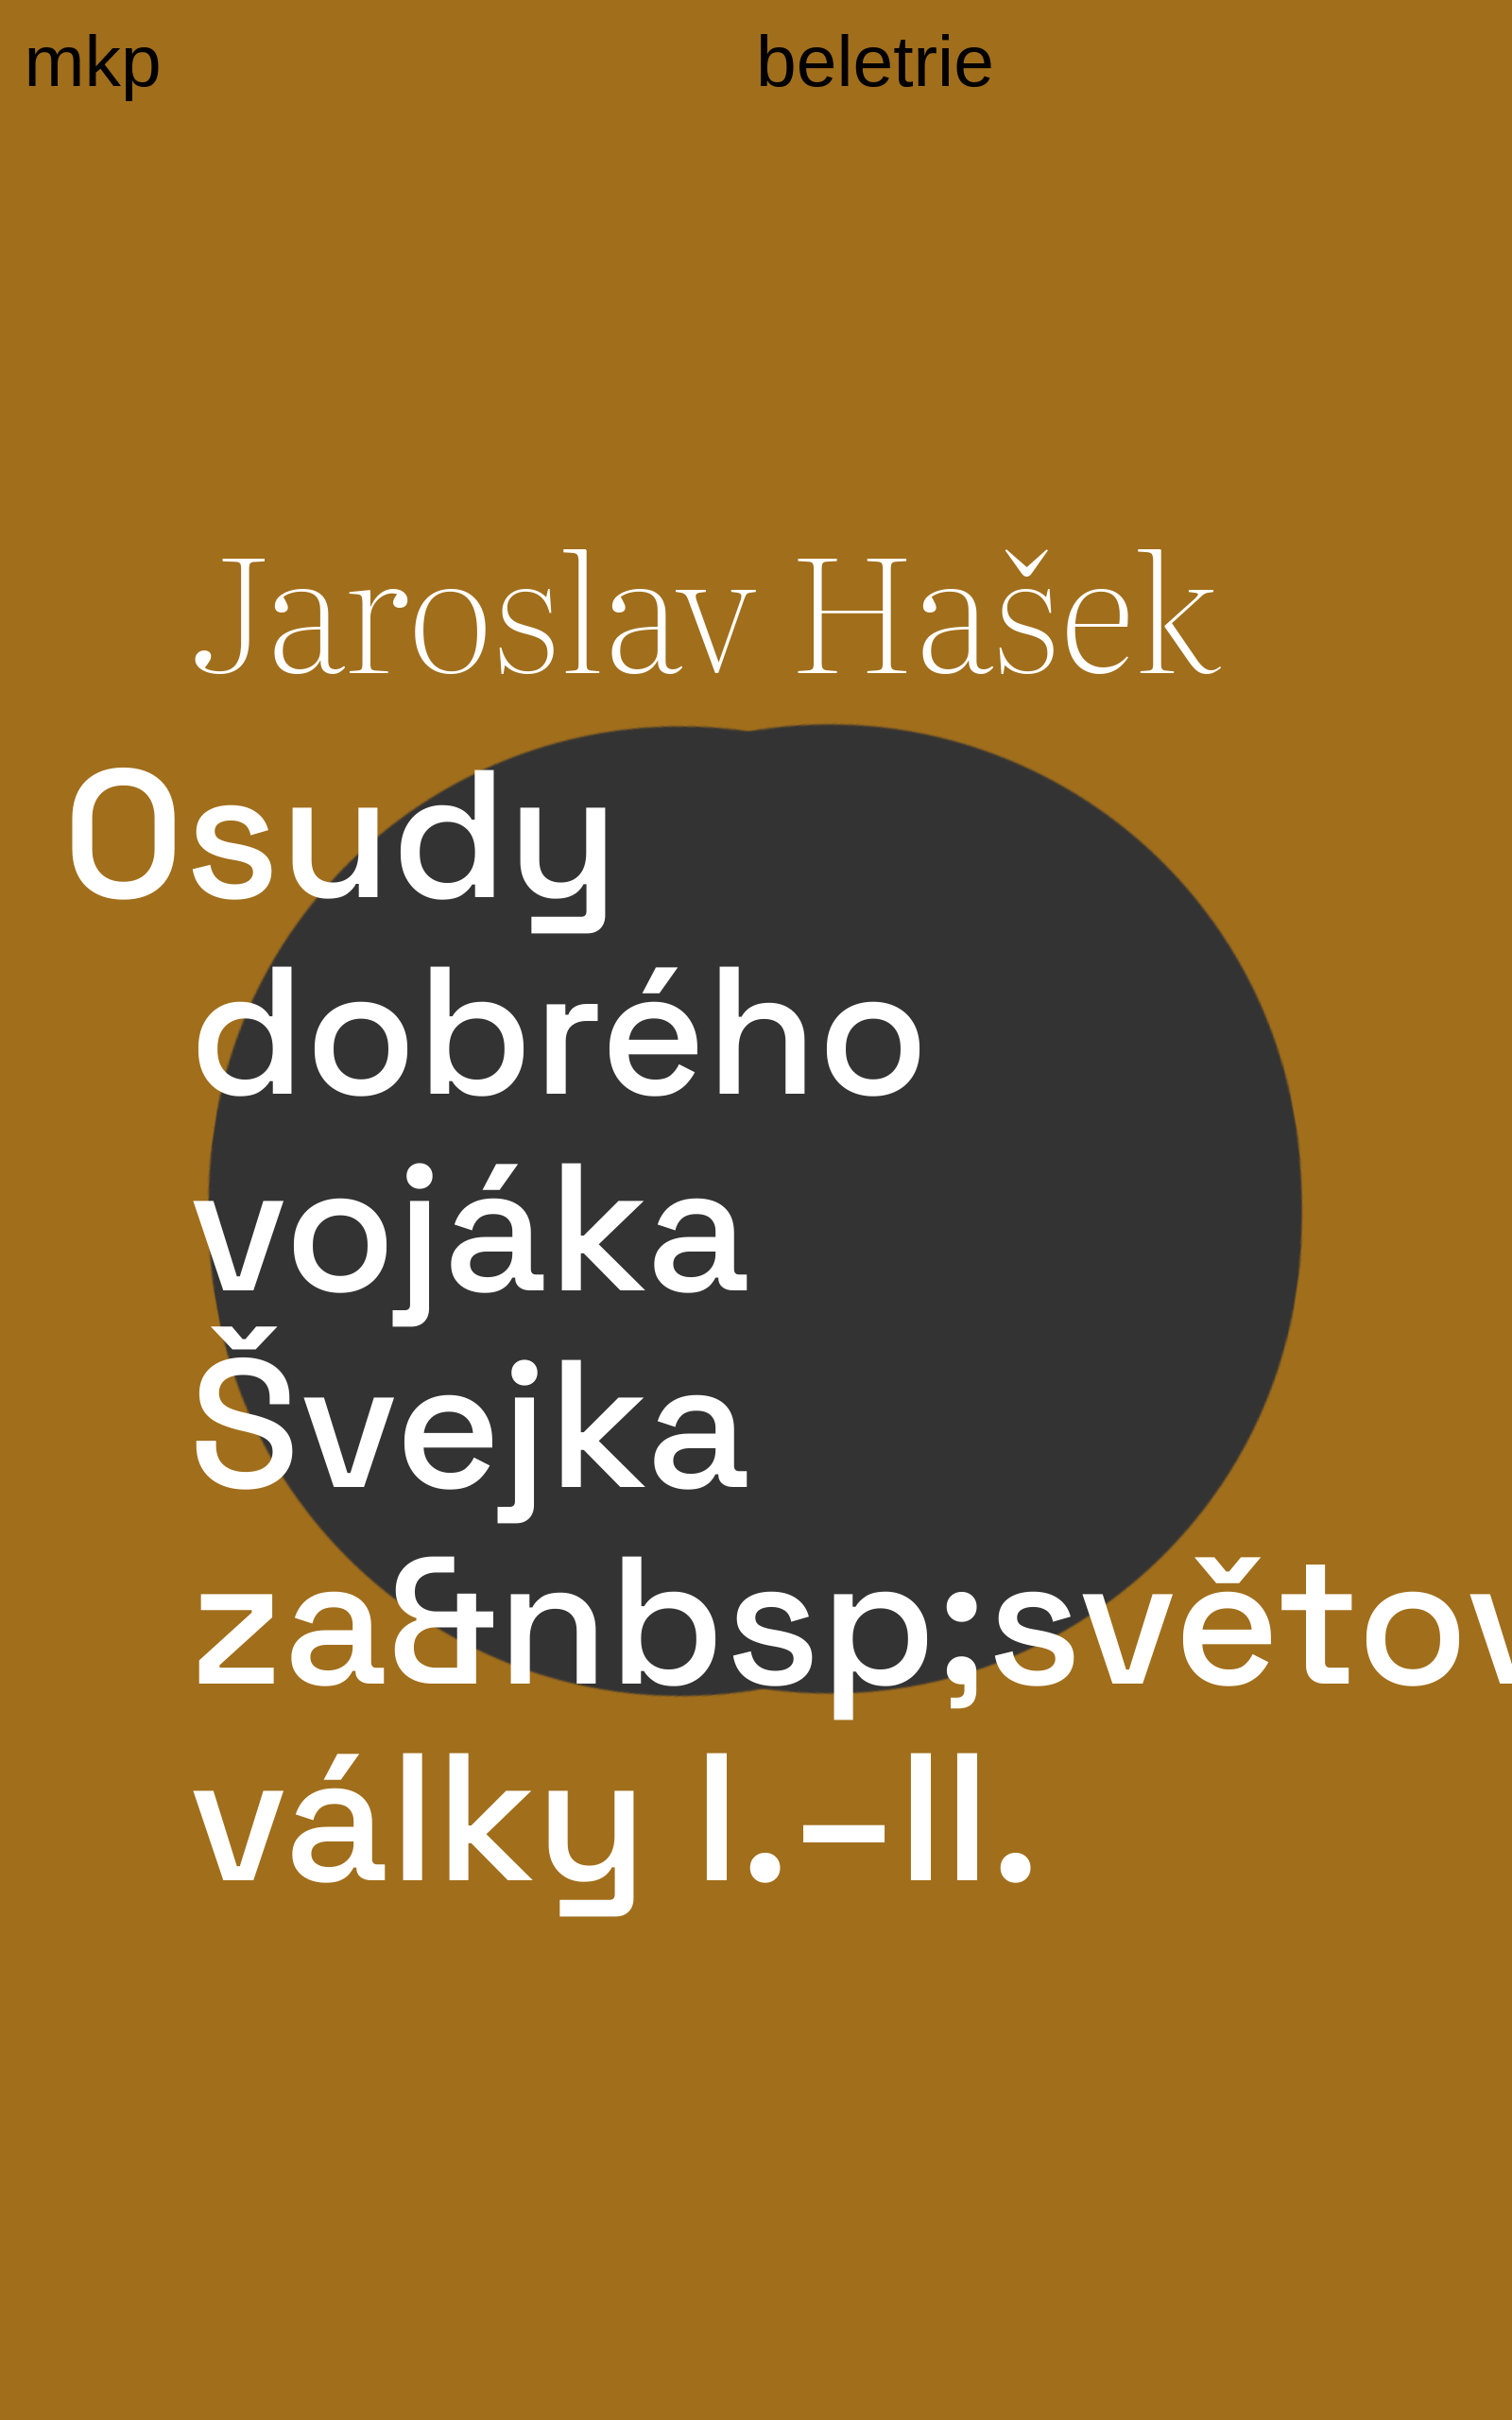 mkp beletrie
Jaroslav Hašek
Osudy
dobrého
vojáka
Švejka
za&nbsp;světov
války I.–II.